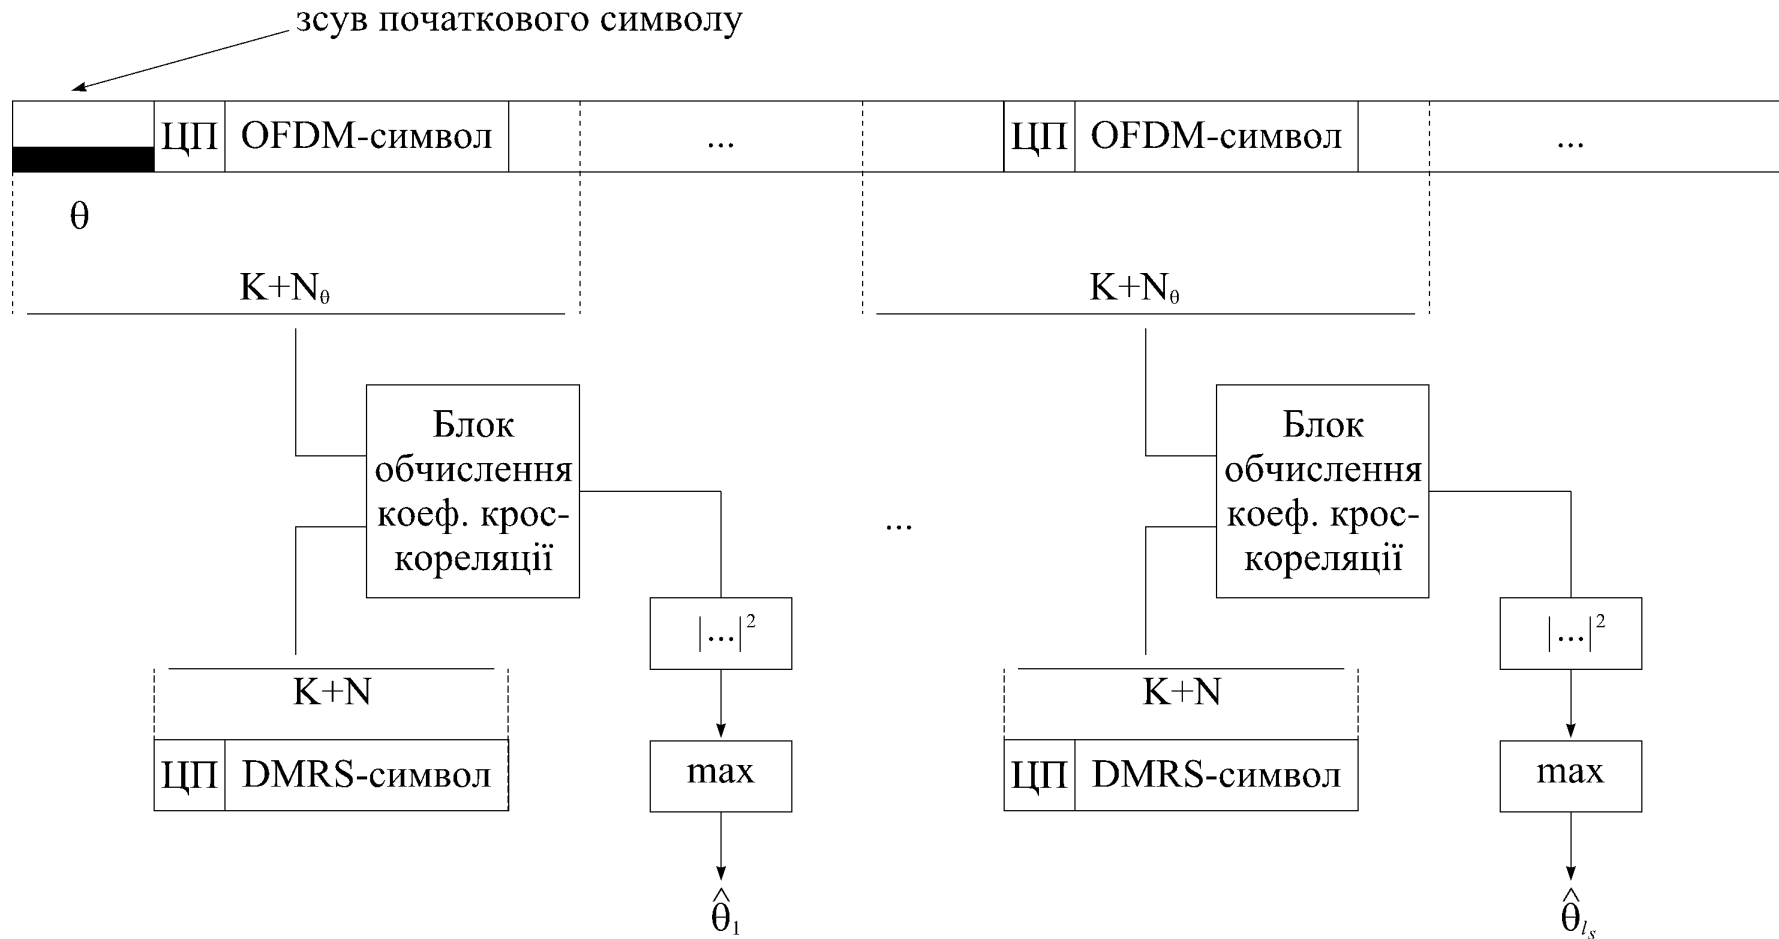 зсув початкового символу
ЦП OFDM-символ ... ЦП OFDM-символ ...
θ
K+N_θ K+N_θ
Блок Блок
обчислення обчислення
коеф. крос- коеф. крос-
кореляції ... кореляції
|...|² |...|²
K+N K+N
ЦП DMRS-символ max ЦП DMRS-символ max
θ̂₁ θ̂_{l_s}